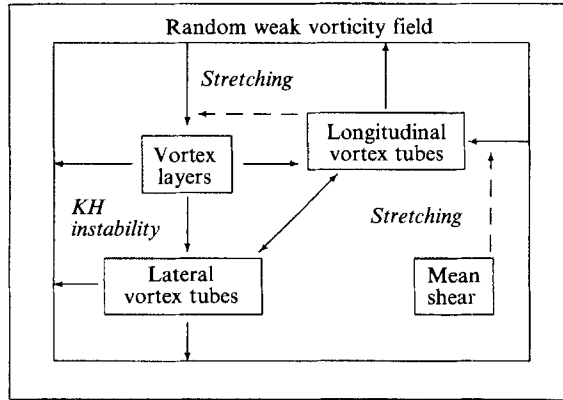 Random weak vorticity field
Stretching
Longitudinal
vortex tubes
Vortex
layers
KH
instability
Stretching
Lateral
vortex tubes
Mean
shear